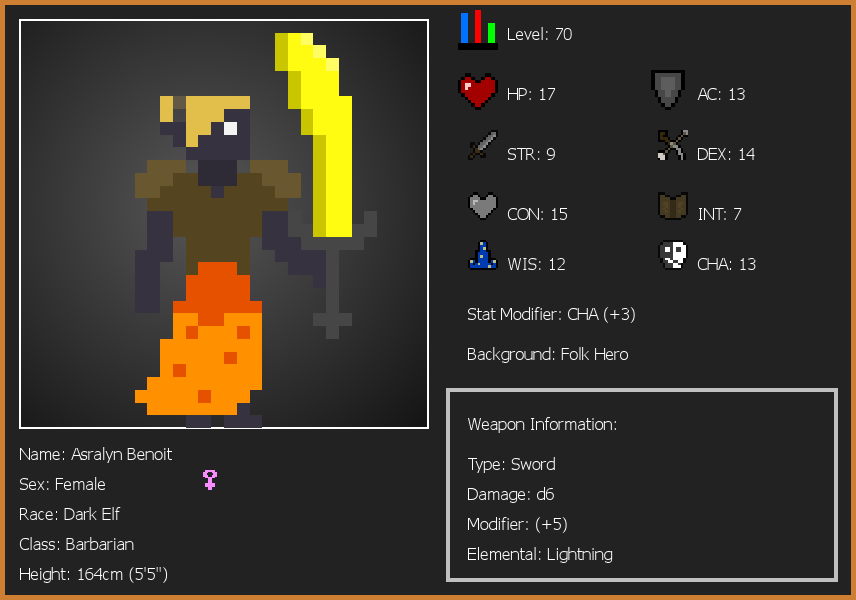 Level: 70
HP: 17
AC: 13
STR: 9
DEX: 14
CON: 15
INT: 7
WIS: 12
CHA: 13
Stat Modifier: CHA (+3)
Background: Folk Hero
Weapon Information:
Type: Sword
Damage: d6
Modifier: (+5)
Elemental: Lightning
Name: Asralyn Benoit
Sex: Female
Race: Dark Elf
Class: Barbarian
Height: 164cm (5'5")